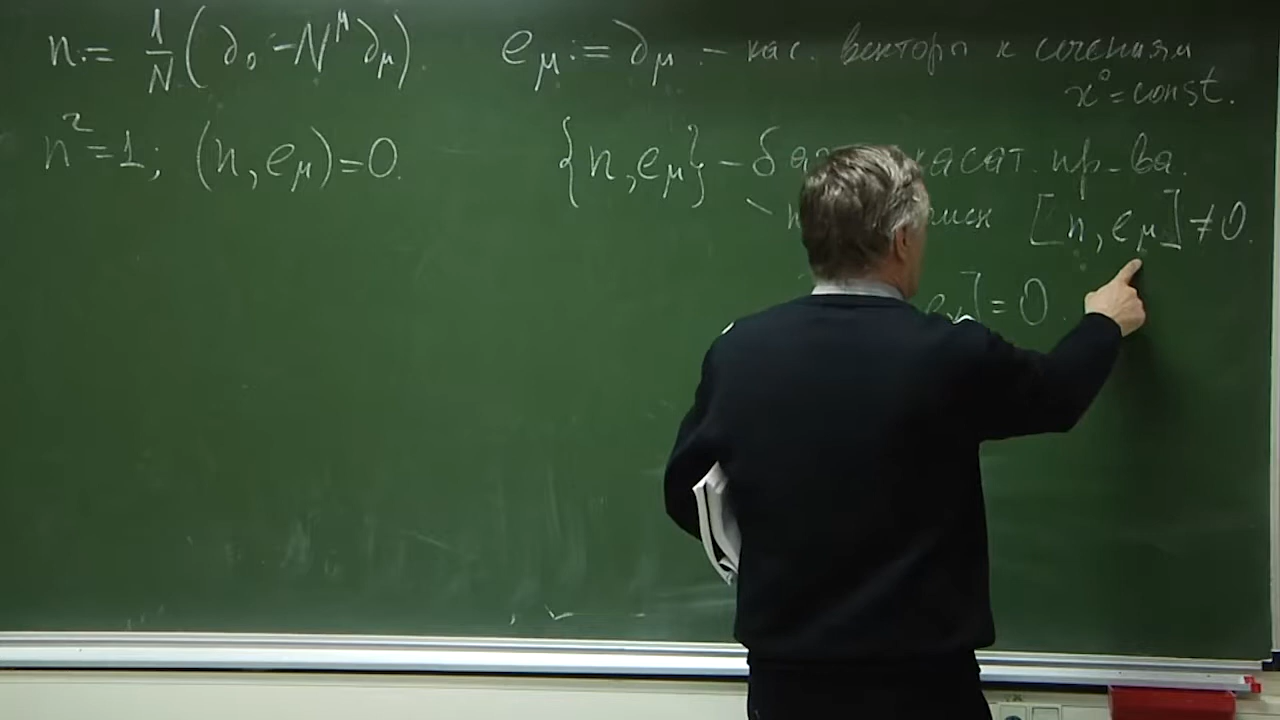 n := 1/N (∂₀ - N^μ ∂_μ). e_μ := ∂_μ - кас. векторы к сечениям
x⁰ = const.
n² = 1; (n, e_μ) = 0. {n, e_μ} - касат. пр-ва.
[n, e_μ] ≠ 0.
] = 0.